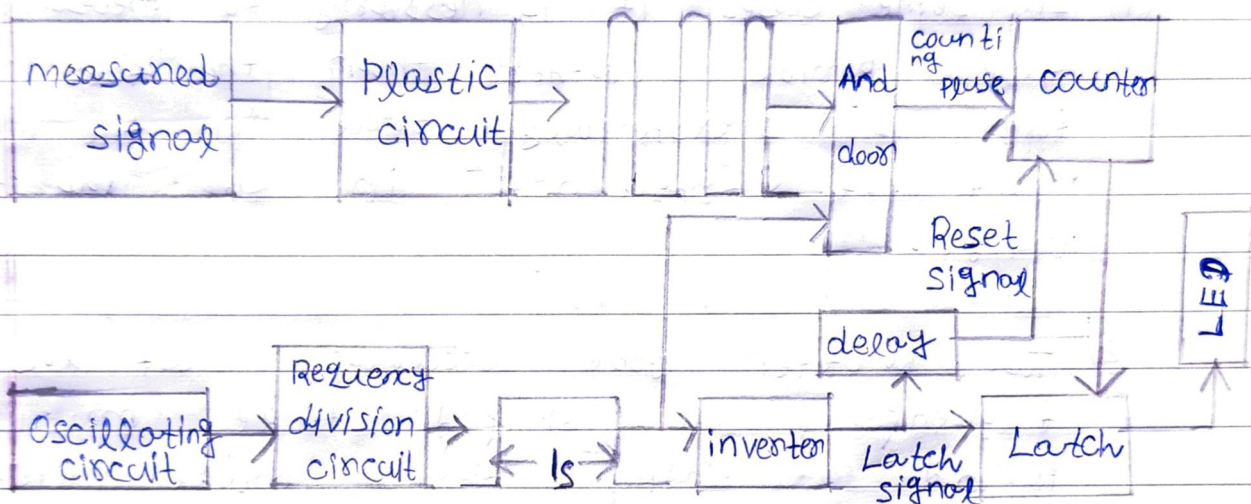 measured
signal
Plastic
circuit
And
door
counti
ng
pluse
counter
Reset
signal
LED
delay
Oscillating
circuit
Requency
division
circuit
1s
inverter
Latch
signal
Latch